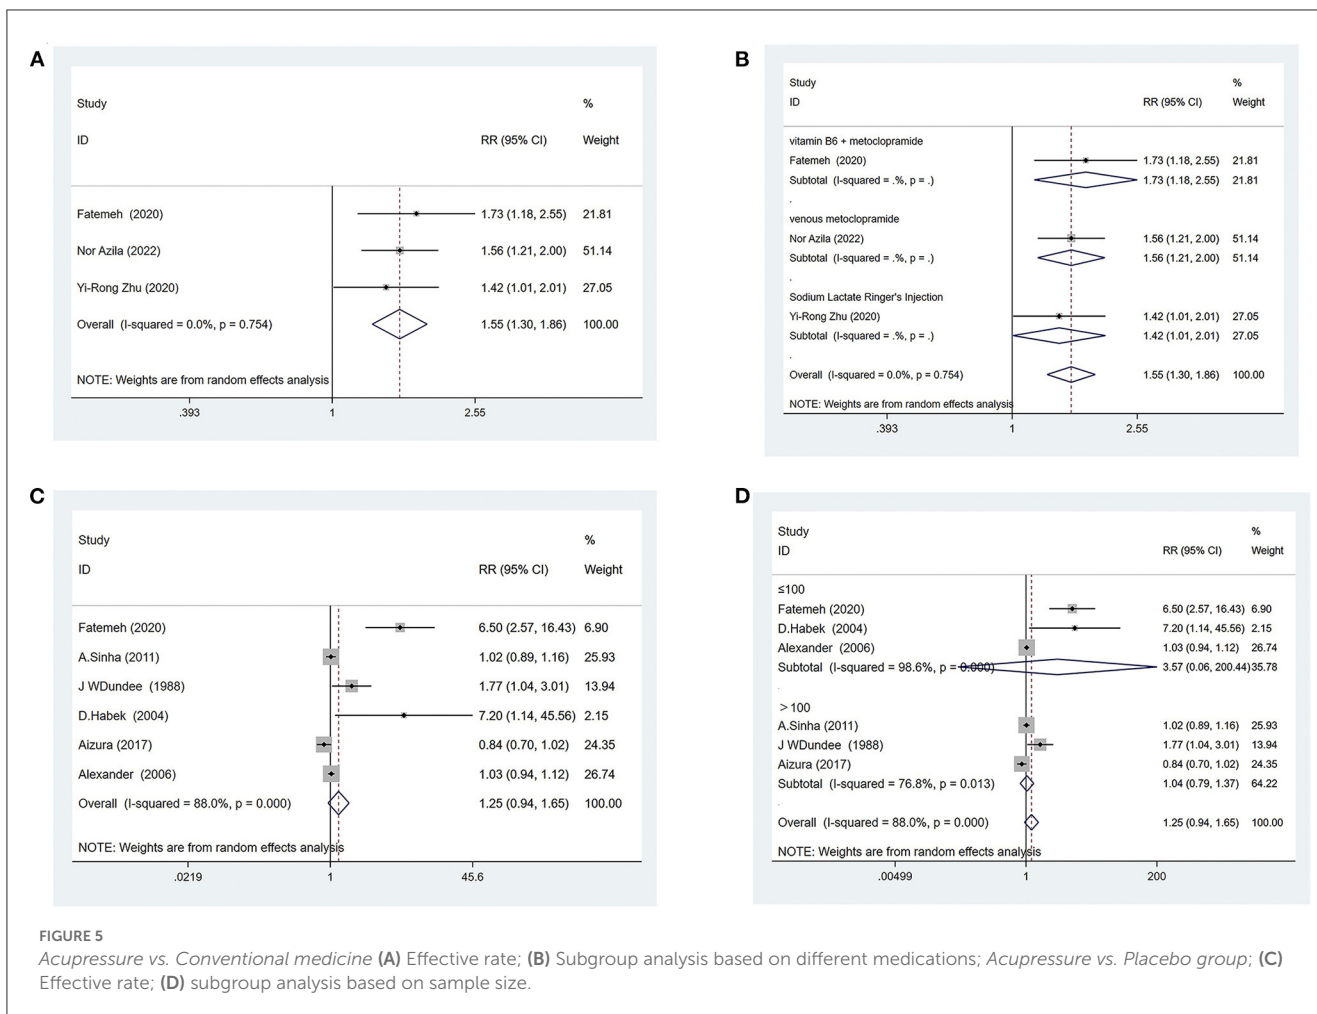 A
Study %
ID RR (95% CI) Weight
Fatemeh (2020) 1.73 (1.18, 2.55) 21.81
Nor Azila (2022) 1.56 (1.21, 2.00) 51.14
Yi-Rong Zhu (2020) 1.42 (1.01, 2.01) 27.05
Overall (I-squared = 0.0%, p = 0.754) 1.55 (1.30, 1.86) 100.00
NOTE: Weights are from random effects analysis
.393 1 2.55
B
Study %
ID RR (95% CI) Weight
vitamin B6 + metoclopramide
Fatemeh (2020) 1.73 (1.18, 2.55) 21.81
Subtotal (I-squared = .%, p = .) 1.73 (1.18, 2.55) 21.81
.
venous metoclopramide
Nor Azila (2022) 1.56 (1.21, 2.00) 51.14
Subtotal (I-squared = .%, p = .) 1.56 (1.21, 2.00) 51.14
.
Sodium Lactate Ringer's Injection
Yi-Rong Zhu (2020) 1.42 (1.01, 2.01) 27.05
Subtotal (I-squared = .%, p = .) 1.42 (1.01, 2.01) 27.05
.
Overall (I-squared = 0.0%, p = 0.754) 1.55 (1.30, 1.86) 100.00
NOTE: Weights are from random effects analysis
.393 1 2.55
C
Study %
ID RR (95% CI) Weight
Fatemeh (2020) 6.50 (2.57, 16.43) 6.90
A.Sinha (2011) 1.02 (0.89, 1.16) 25.93
J WDundee (1988) 1.77 (1.04, 3.01) 13.94
D.Habek (2004) 7.20 (1.14, 45.56) 2.15
Aizura (2017) 0.84 (0.70, 1.02) 24.35
Alexander (2006) 1.03 (0.94, 1.12) 26.74
Overall (I-squared = 88.0%, p = 0.000) 1.25 (0.94, 1.65) 100.00
NOTE: Weights are from random effects analysis
.0219 1 45.6
D
Study %
ID RR (95% CI) Weight
≤100
Fatemeh (2020) 6.50 (2.57, 16.43) 6.90
D.Habek (2004) 7.20 (1.14, 45.56) 2.15
Alexander (2006) 1.03 (0.94, 1.12) 26.74
Subtotal (I-squared = 98.6%, p = 0.000) 3.57 (0.06, 200.44) 35.78
.
＞100
A.Sinha (2011) 1.02 (0.89, 1.16) 25.93
J WDundee (1988) 1.77 (1.04, 3.01) 13.94
Aizura (2017) 0.84 (0.70, 1.02) 24.35
Subtotal (I-squared = 76.8%, p = 0.013) 1.04 (0.79, 1.37) 64.22
.
Overall (I-squared = 88.0%, p = 0.000) 1.25 (0.94, 1.65) 100.00
NOTE: Weights are from random effects analysis
.00499 1 200
FIGURE 5
Acupressure vs. Conventional medicine (A) Effective rate; (B) Subgroup analysis based on different medications; Acupressure vs. Placebo group; (C)
Effective rate; (D) subgroup analysis based on sample size.